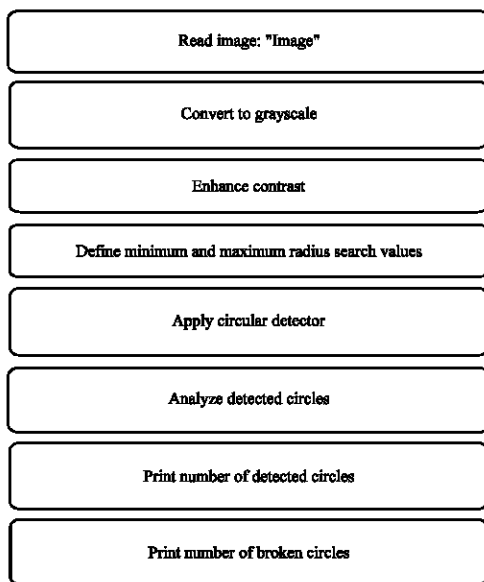 Read image: "Image"
Convert to grayscale
Enhance contrast
Define minimum and maximum radius search values
Apply circular detector
Analyze detected circles
Print number of detected circles
Print number of broken circles